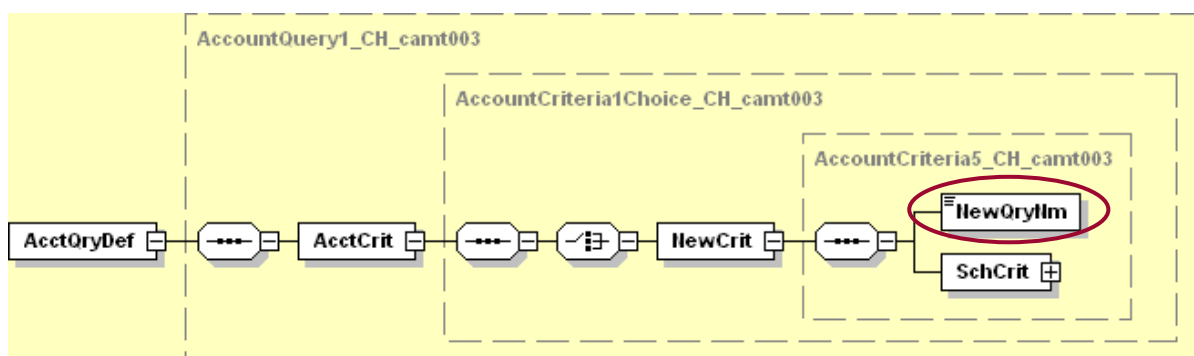 AccountQuery1_CH_camt003
AccountCriteria1Choice_CH_camt003
AccountCriteria5_CH_camt003
NewQryNm
AcctQryDef
AcctCrit
NewCrit
SchCrit